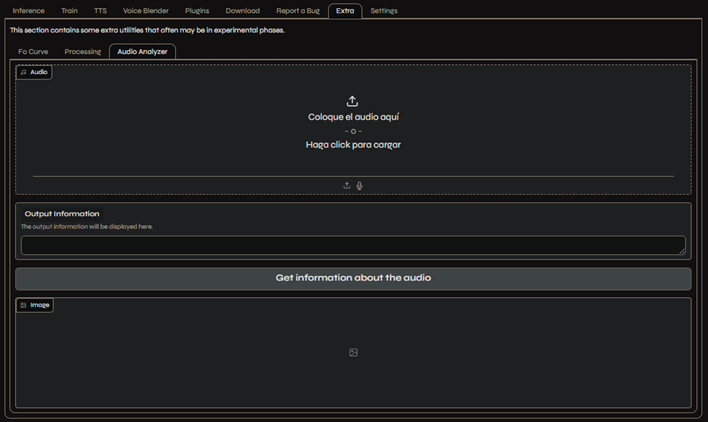 Inference Train TTS Voice Blender Plugins Download Report a Bug Extra Settings
This section contains some extra utilities that often may be in experimental phases.
F0 Curve Processing Audio Analyzer
Audio
Coloque el audio aquí
- o -
Haga click para cargar
Output Information
The output information will be displayed here.
Get information about the audio
Image